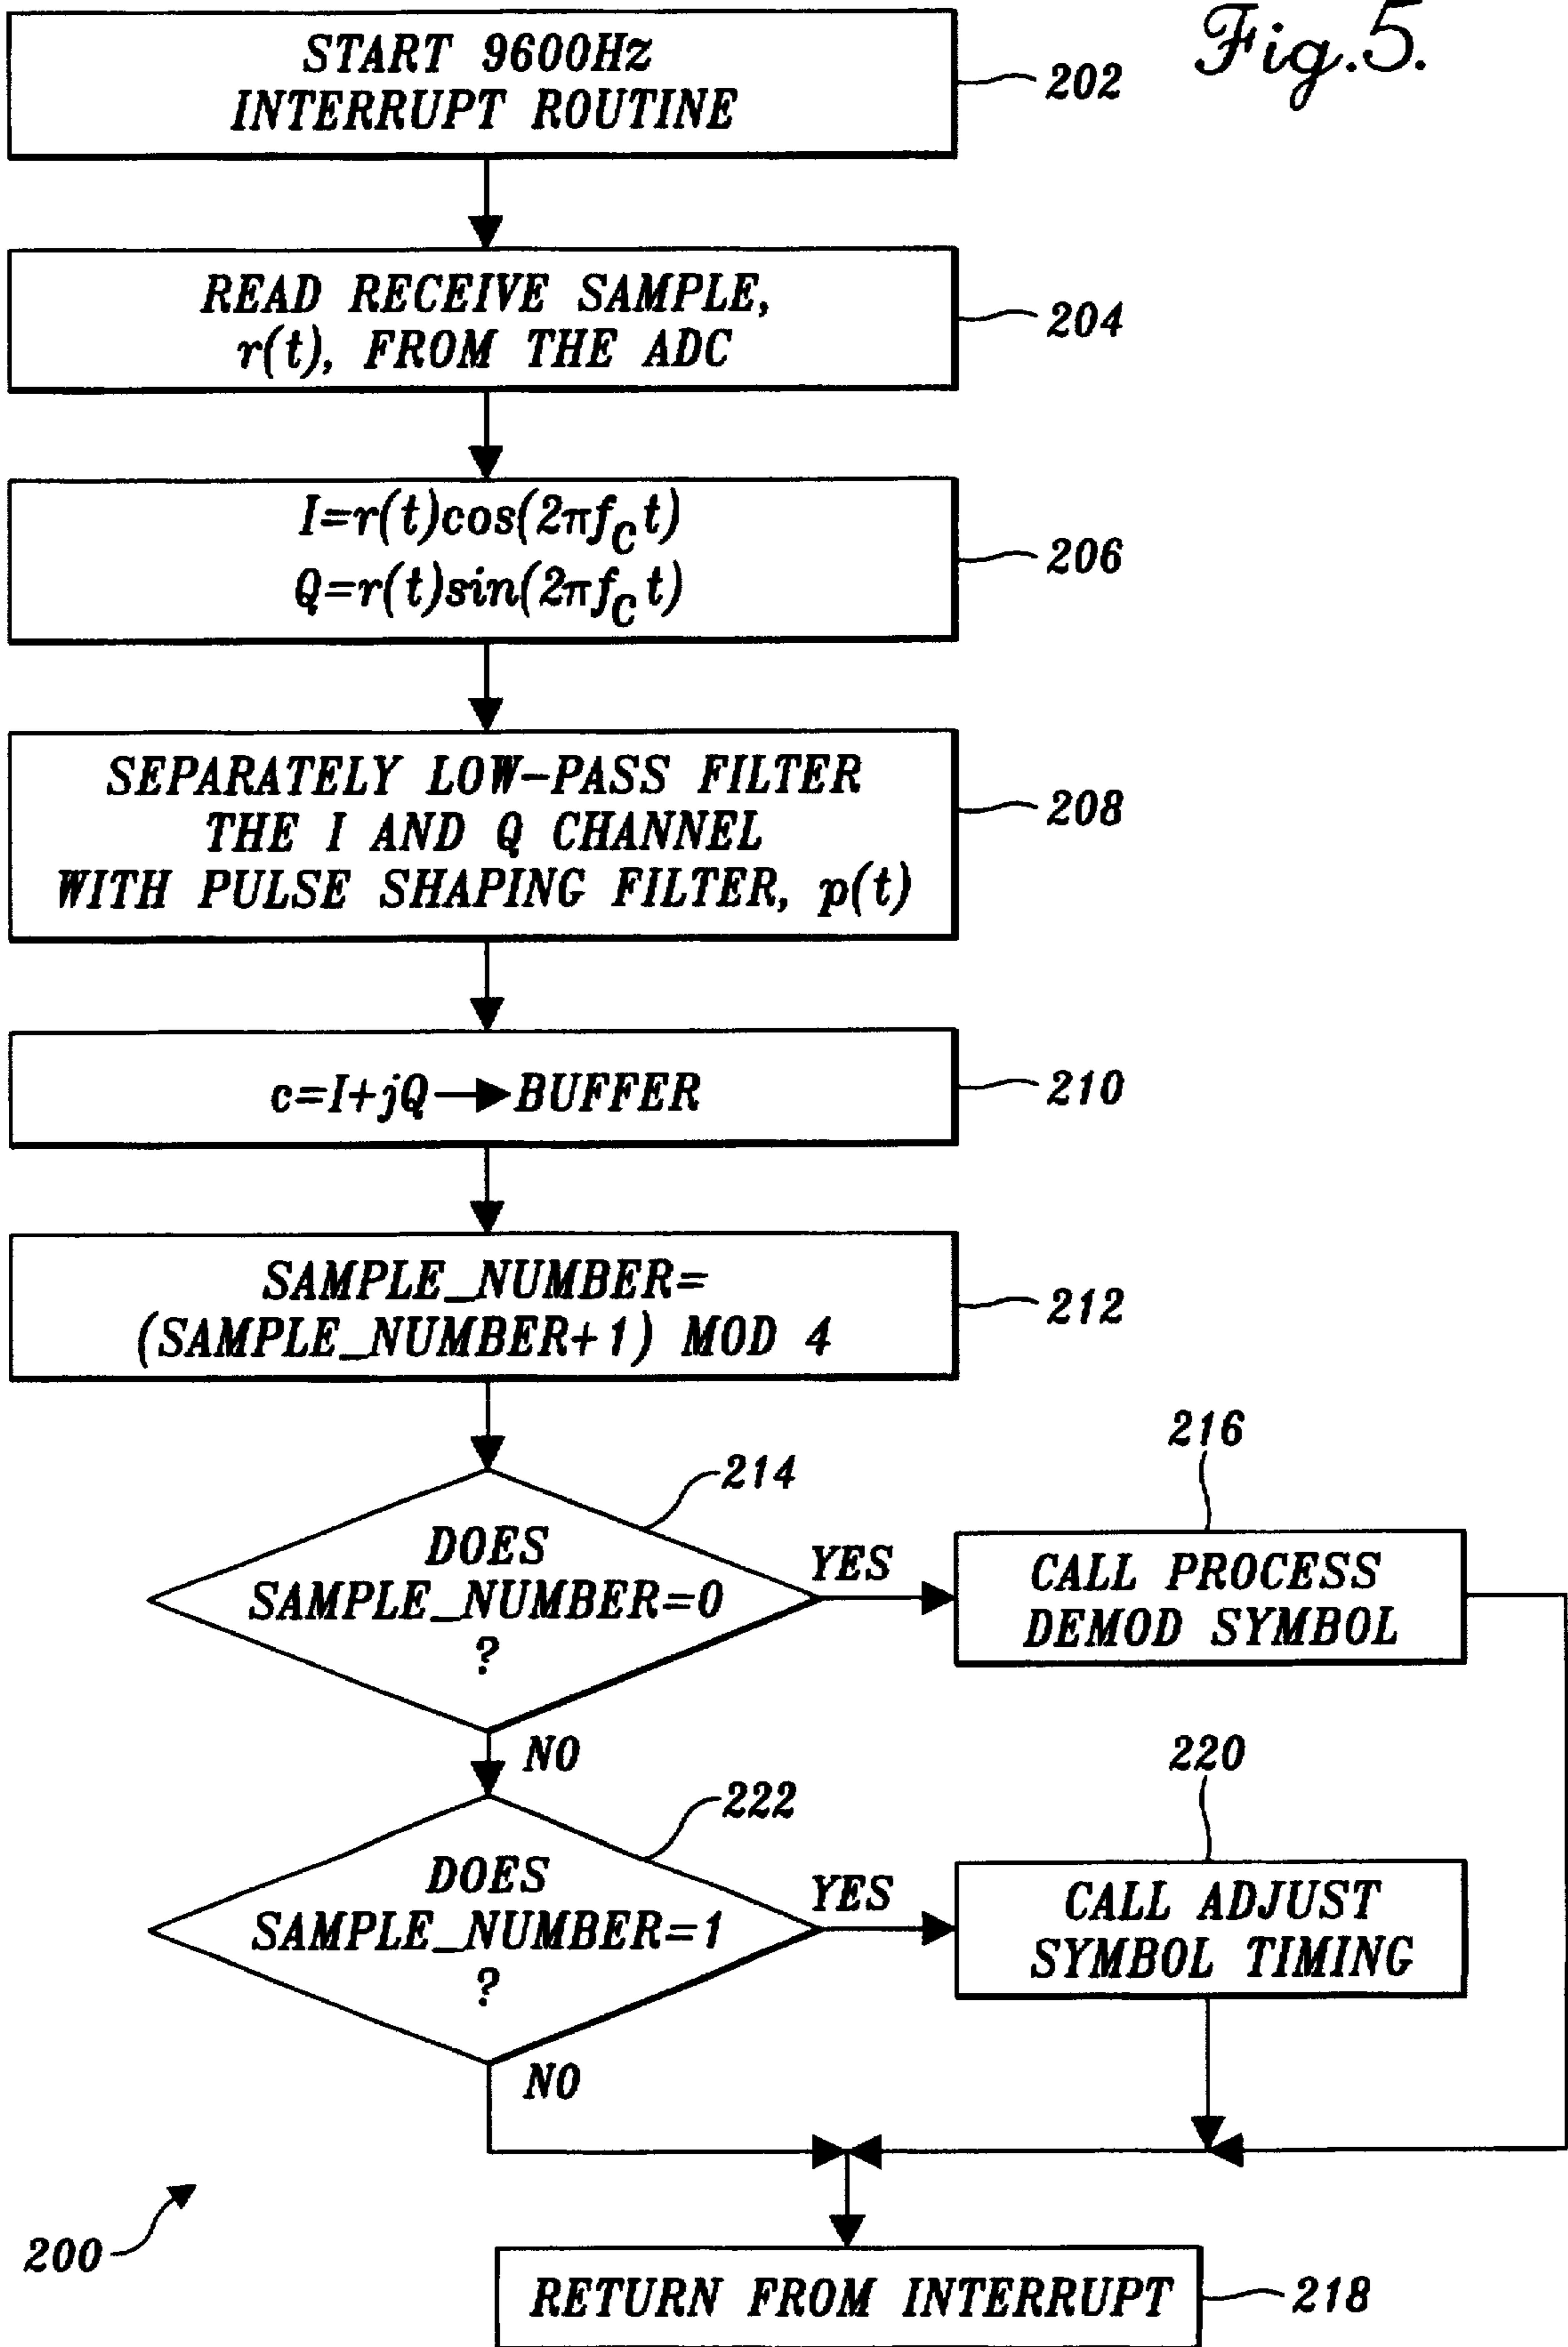 Fig.5.
START 9600Hz
INTERRUPT ROUTINE
202
READ RECEIVE SAMPLE,
r(t), FROM THE ADC
204
I=r(t)cos(2πf_C t)
Q=r(t)sin(2πf_C t)
206
SEPARATELY LOW-PASS FILTER
THE I AND Q CHANNEL
WITH PULSE SHAPING FILTER, p(t)
208
c=I+jQ→BUFFER
210
SAMPLE_NUMBER=
(SAMPLE_NUMBER+1) MOD 4
212
214
DOES
SAMPLE_NUMBER=0
?
YES
216
CALL PROCESS
DEMOD SYMBOL
NO
222
DOES
SAMPLE_NUMBER=1
?
YES
220
CALL ADJUST
SYMBOL TIMING
NO
200
RETURN FROM INTERRUPT
218